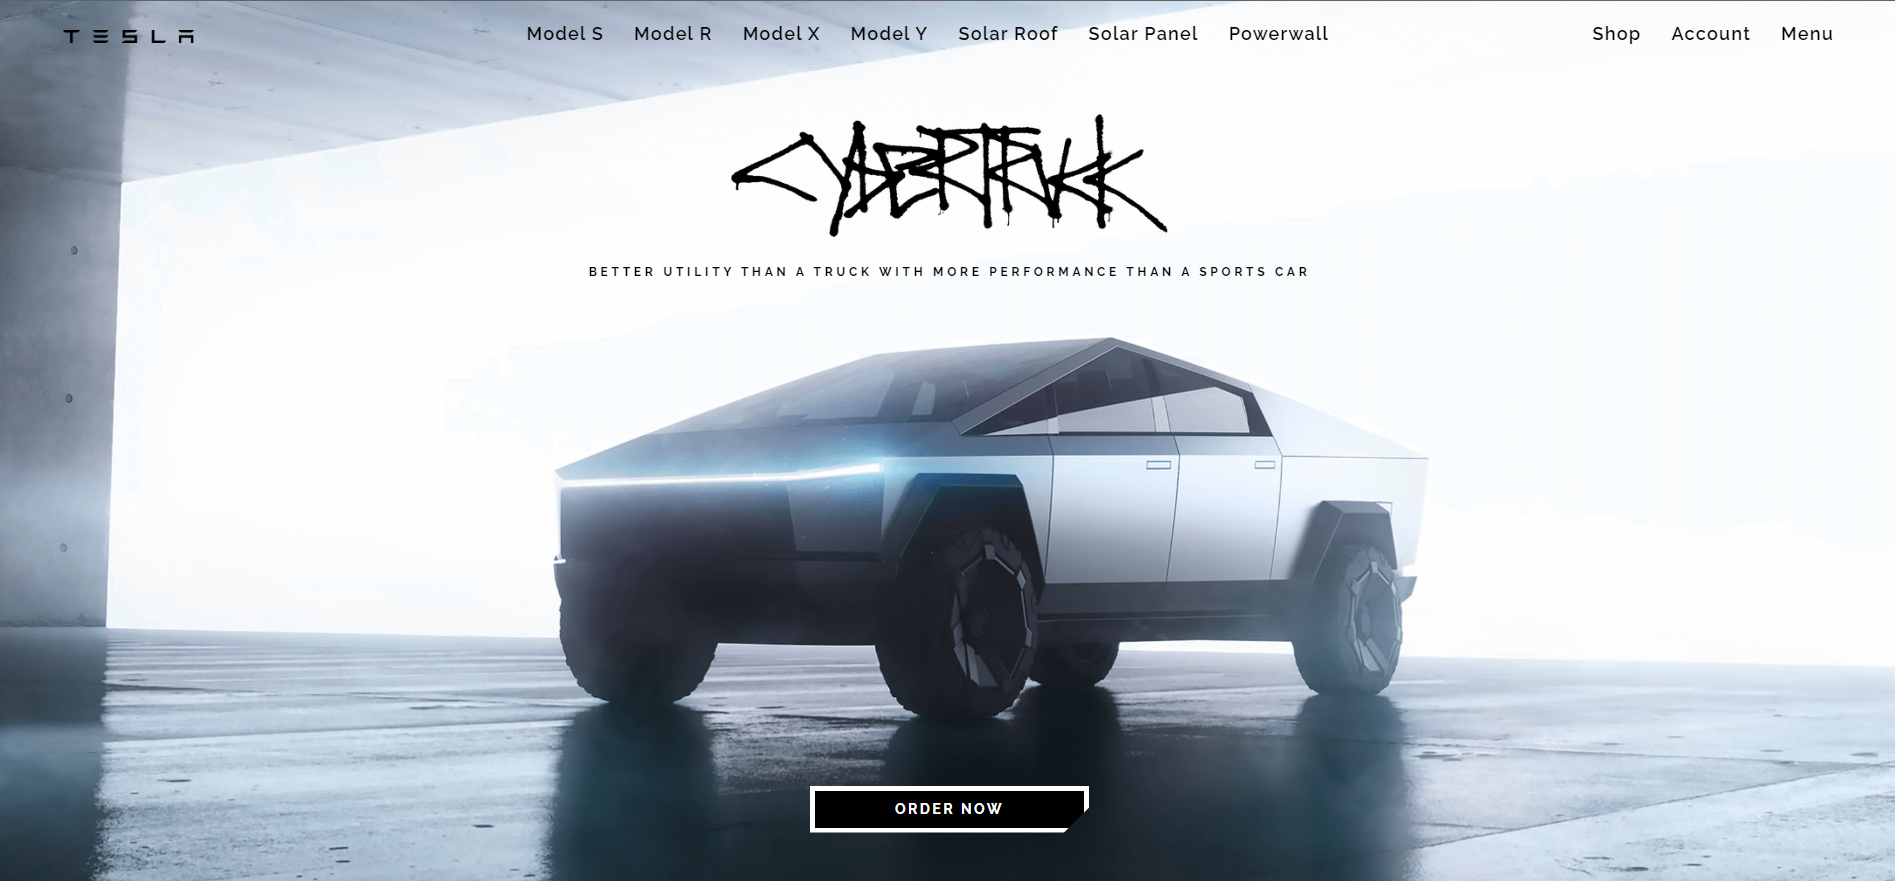 TESLA Model S Model R Model X Model Y Solar Roof Solar Panel Powerwall Shop Account Menu
CYBERTRUCK
BETTER UTILITY THAN A TRUCK WITH MORE PERFORMANCE THAN A SPORTS CAR
ORDER NOW